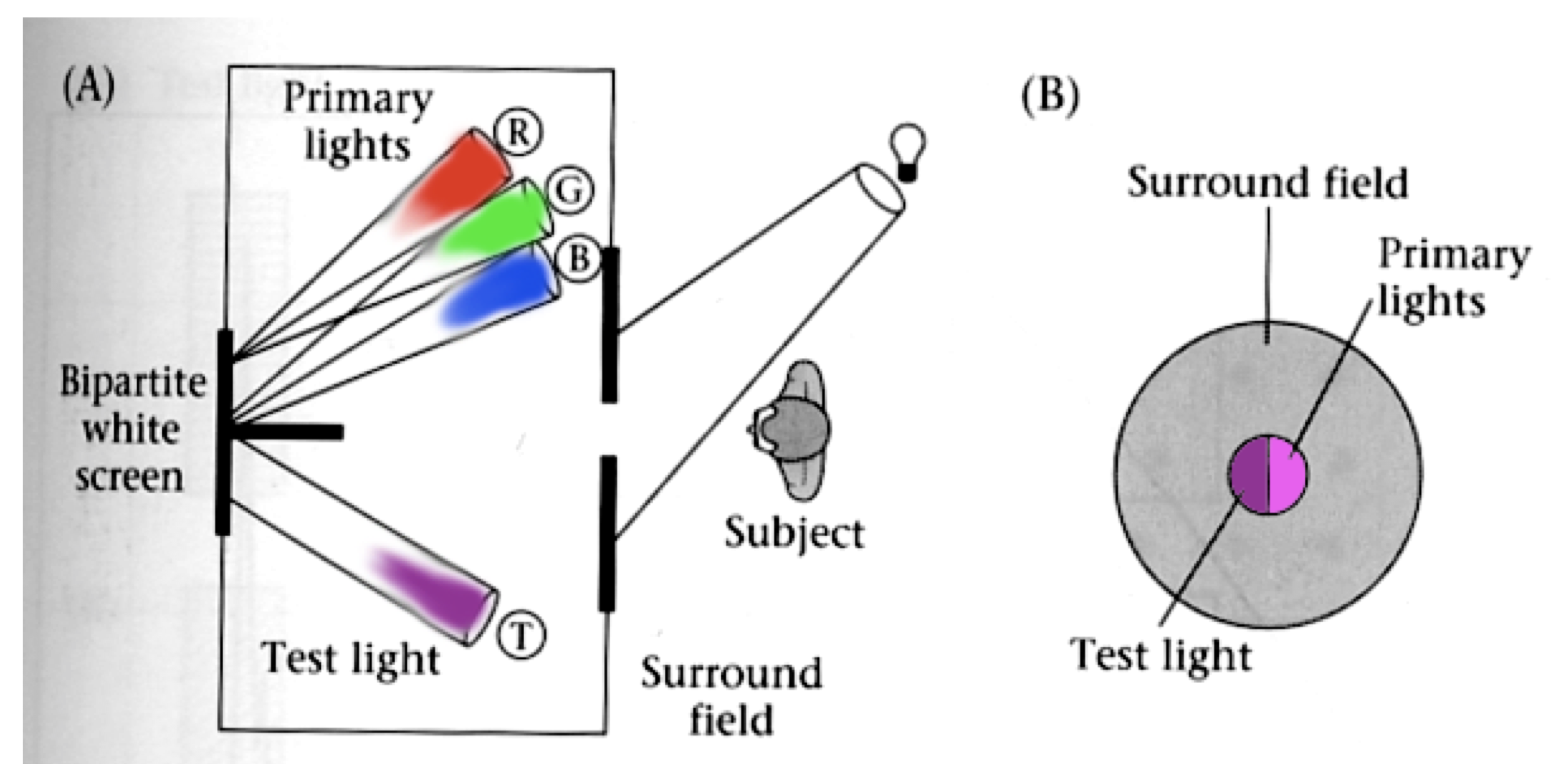 (A)
Primary
lights
R
G
B
Bipartite
white
screen
Subject
T
Test light
Surround
field
(B)
Surround field
Primary
lights
Test light